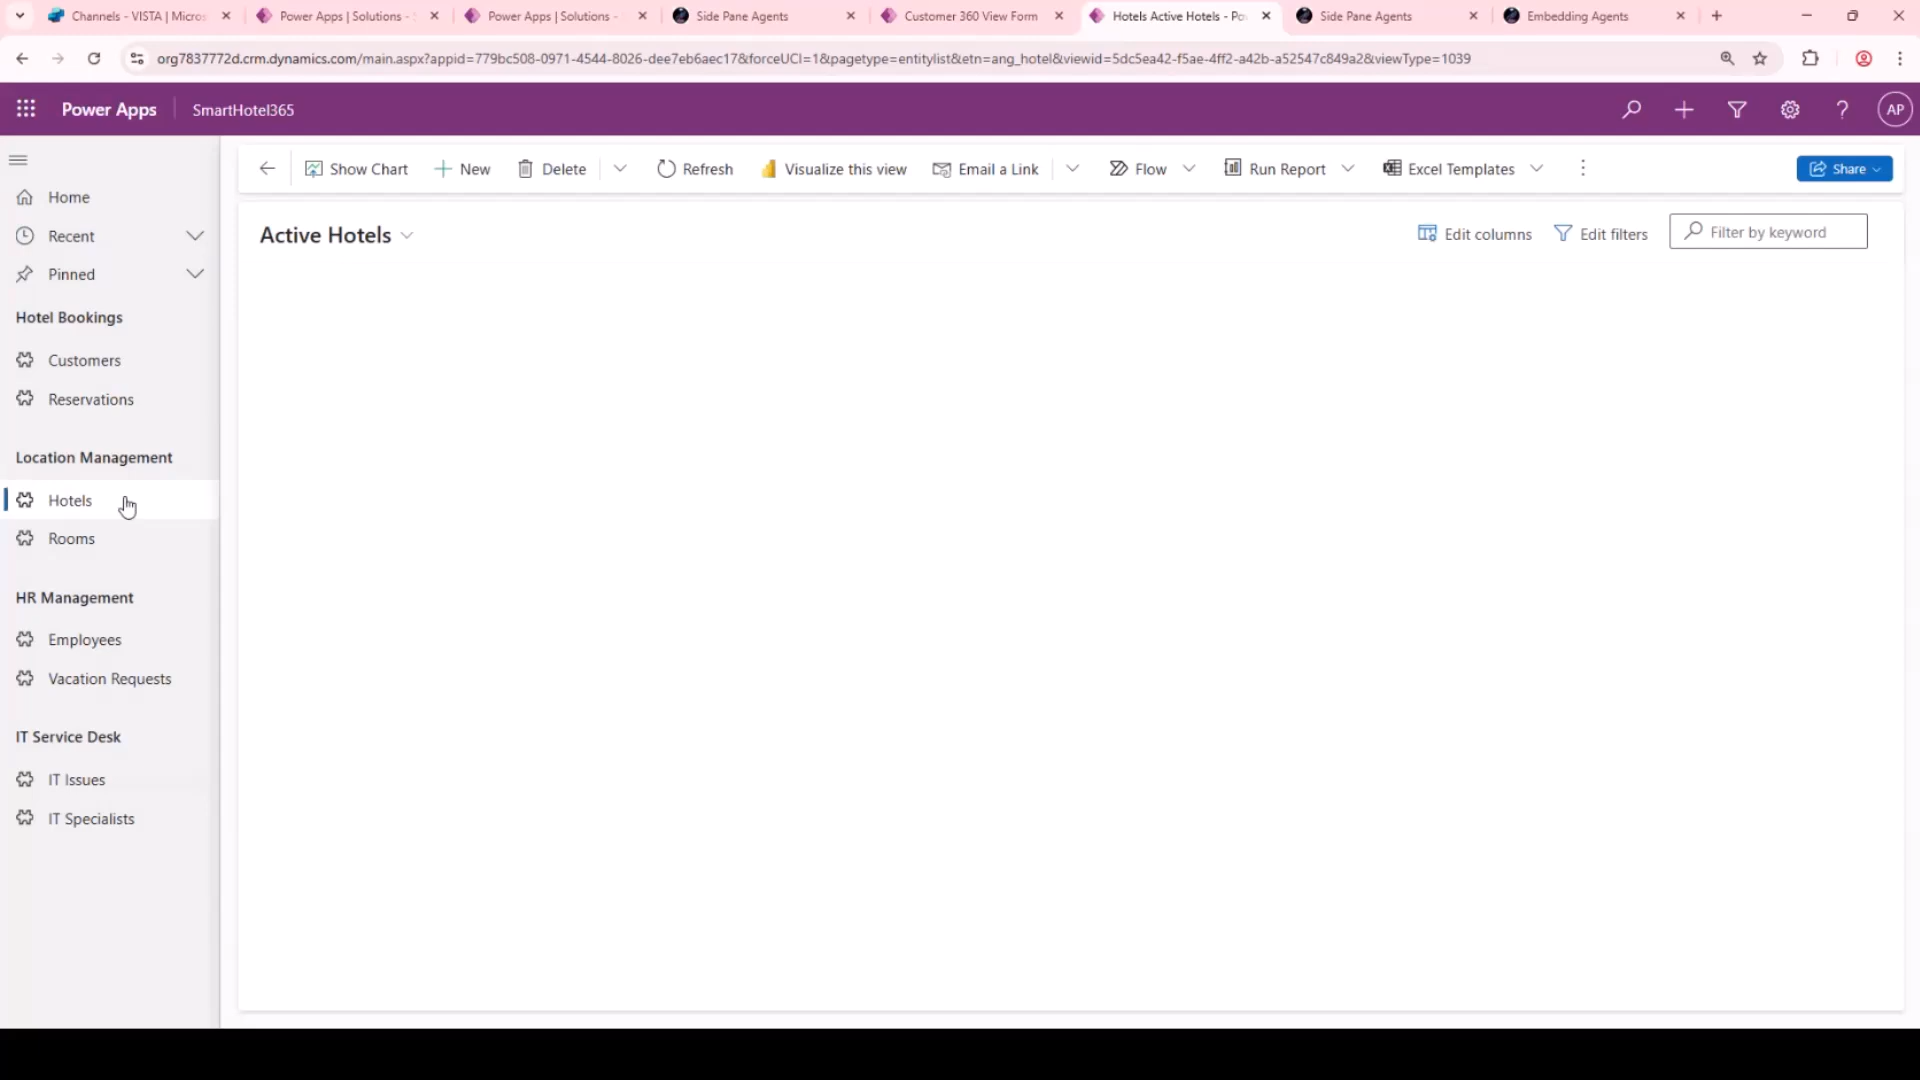 Channels - VISTA | Micros
Power Apps | Solutions -
Power Apps | Solutions -
Side Pane Agents
Customer 360 View Form
Hotels Active Hotels - Po
Side Pane Agents
Embedding Agents
org7837772d.crm.dynamics.com/main.aspx?appid=779bc508-0971-4544-8026-dee7eb6aec17&forceUCI=1&pagetype=entitylist&etn=ang_hotel&viewid=5dc5ea42-f5ae-4ff2-a42b-a52547c849a2&viewType=1039
Power Apps
SmartHotel365
AP
Show Chart
New
Delete
Refresh
Visualize this view
Email a Link
Flow
Run Report
Excel Templates
Share
Home
Recent
Pinned
Hotel Bookings
Customers
Reservations
Location Management
Hotels
Rooms
HR Management
Employees
Vacation Requests
IT Service Desk
IT Issues
IT Specialists
Active Hotels
Edit columns
Edit filters
Filter by keyword